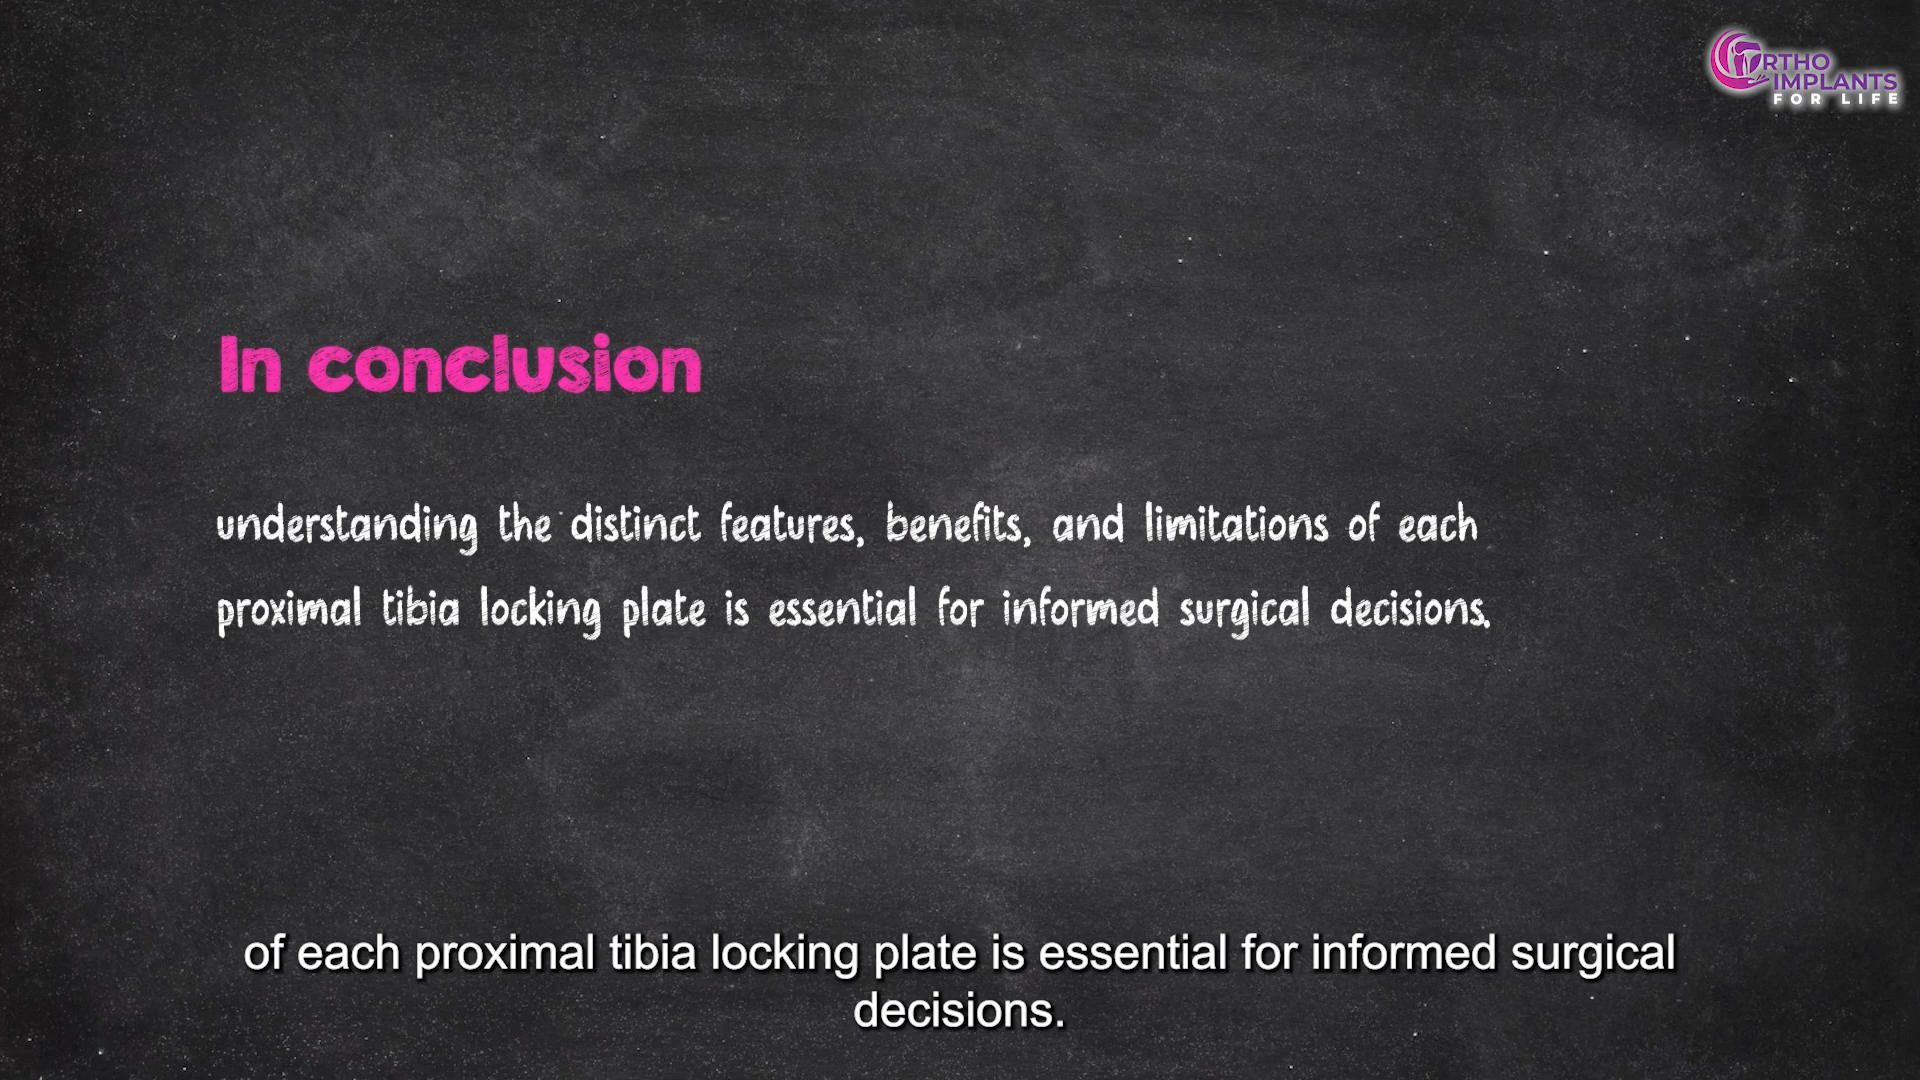 ORTHO
IMPLANTS
FOR LIFE
In conclusion
understanding the distinct features, benefits, and limitations of each
proximal tibia locking plate is essential for informed surgical decisions.
of each proximal tibia locking plate is essential for informed surgical
decisions.